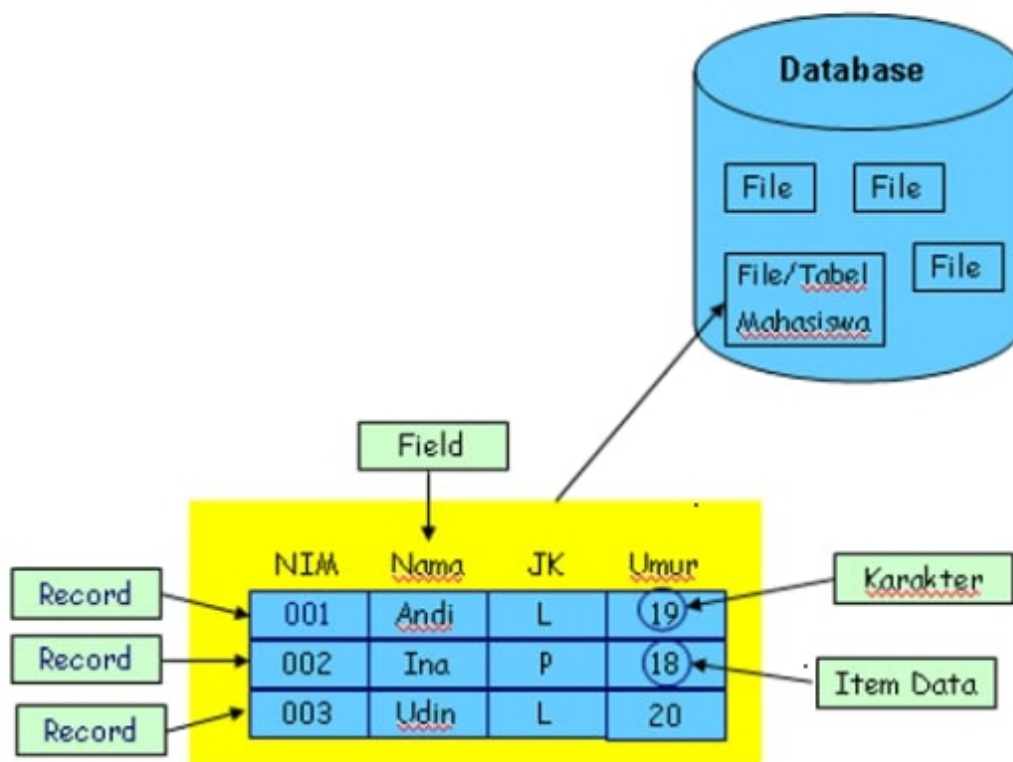 Database
File File
File/Tabel
Mahasiswa
File
Field
NIM Nama JK Umur
Record 001 Andi L 19 Karakter
Record 002 Ina P 18 Item Data
Record 003 Udin L 20